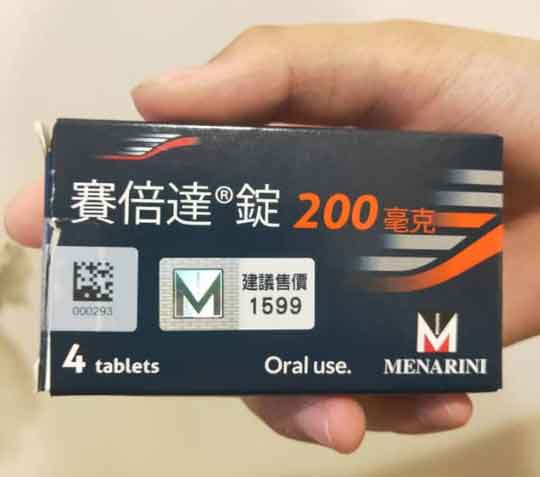 賽倍達®錠 200毫克
000293
建議售價
1599
4 tablets
Oral use.
MENARINI